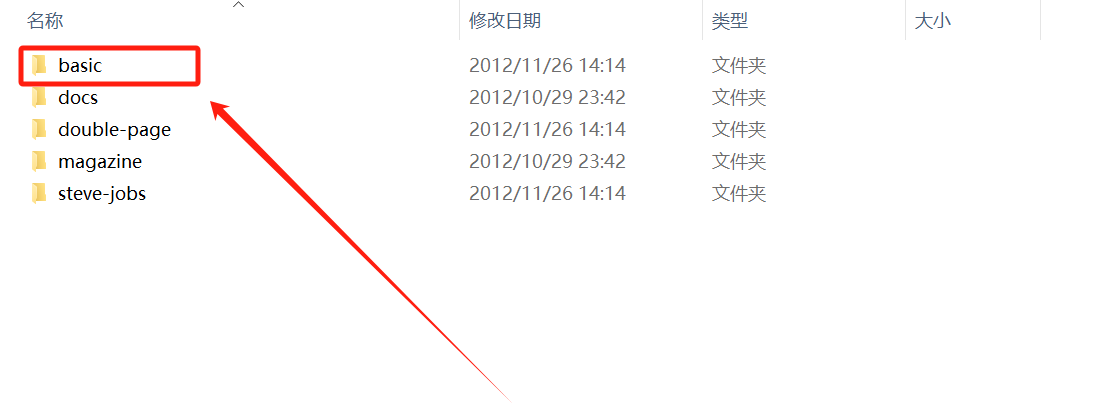 名称 修改日期 类型 大小
basic 2012/11/26 14:14 文件夹
docs 2012/10/29 23:42 文件夹
double-page 2012/11/26 14:14 文件夹
magazine 2012/10/29 23:42 文件夹
steve-jobs 2012/11/26 14:14 文件夹